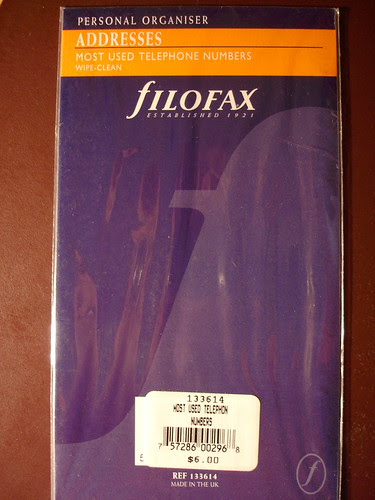 PERSONAL ORGANISER
ADDRESSES
MOST USED TELEPHONE NUMBERS
WIPE-CLEAN
fILOFAX
ESTABLISHED 1921
133614
MOST USED TELEPHON
NUMBERS
7 57286 00296 8
$6.00
REF 133614
MADE IN THE UK
f